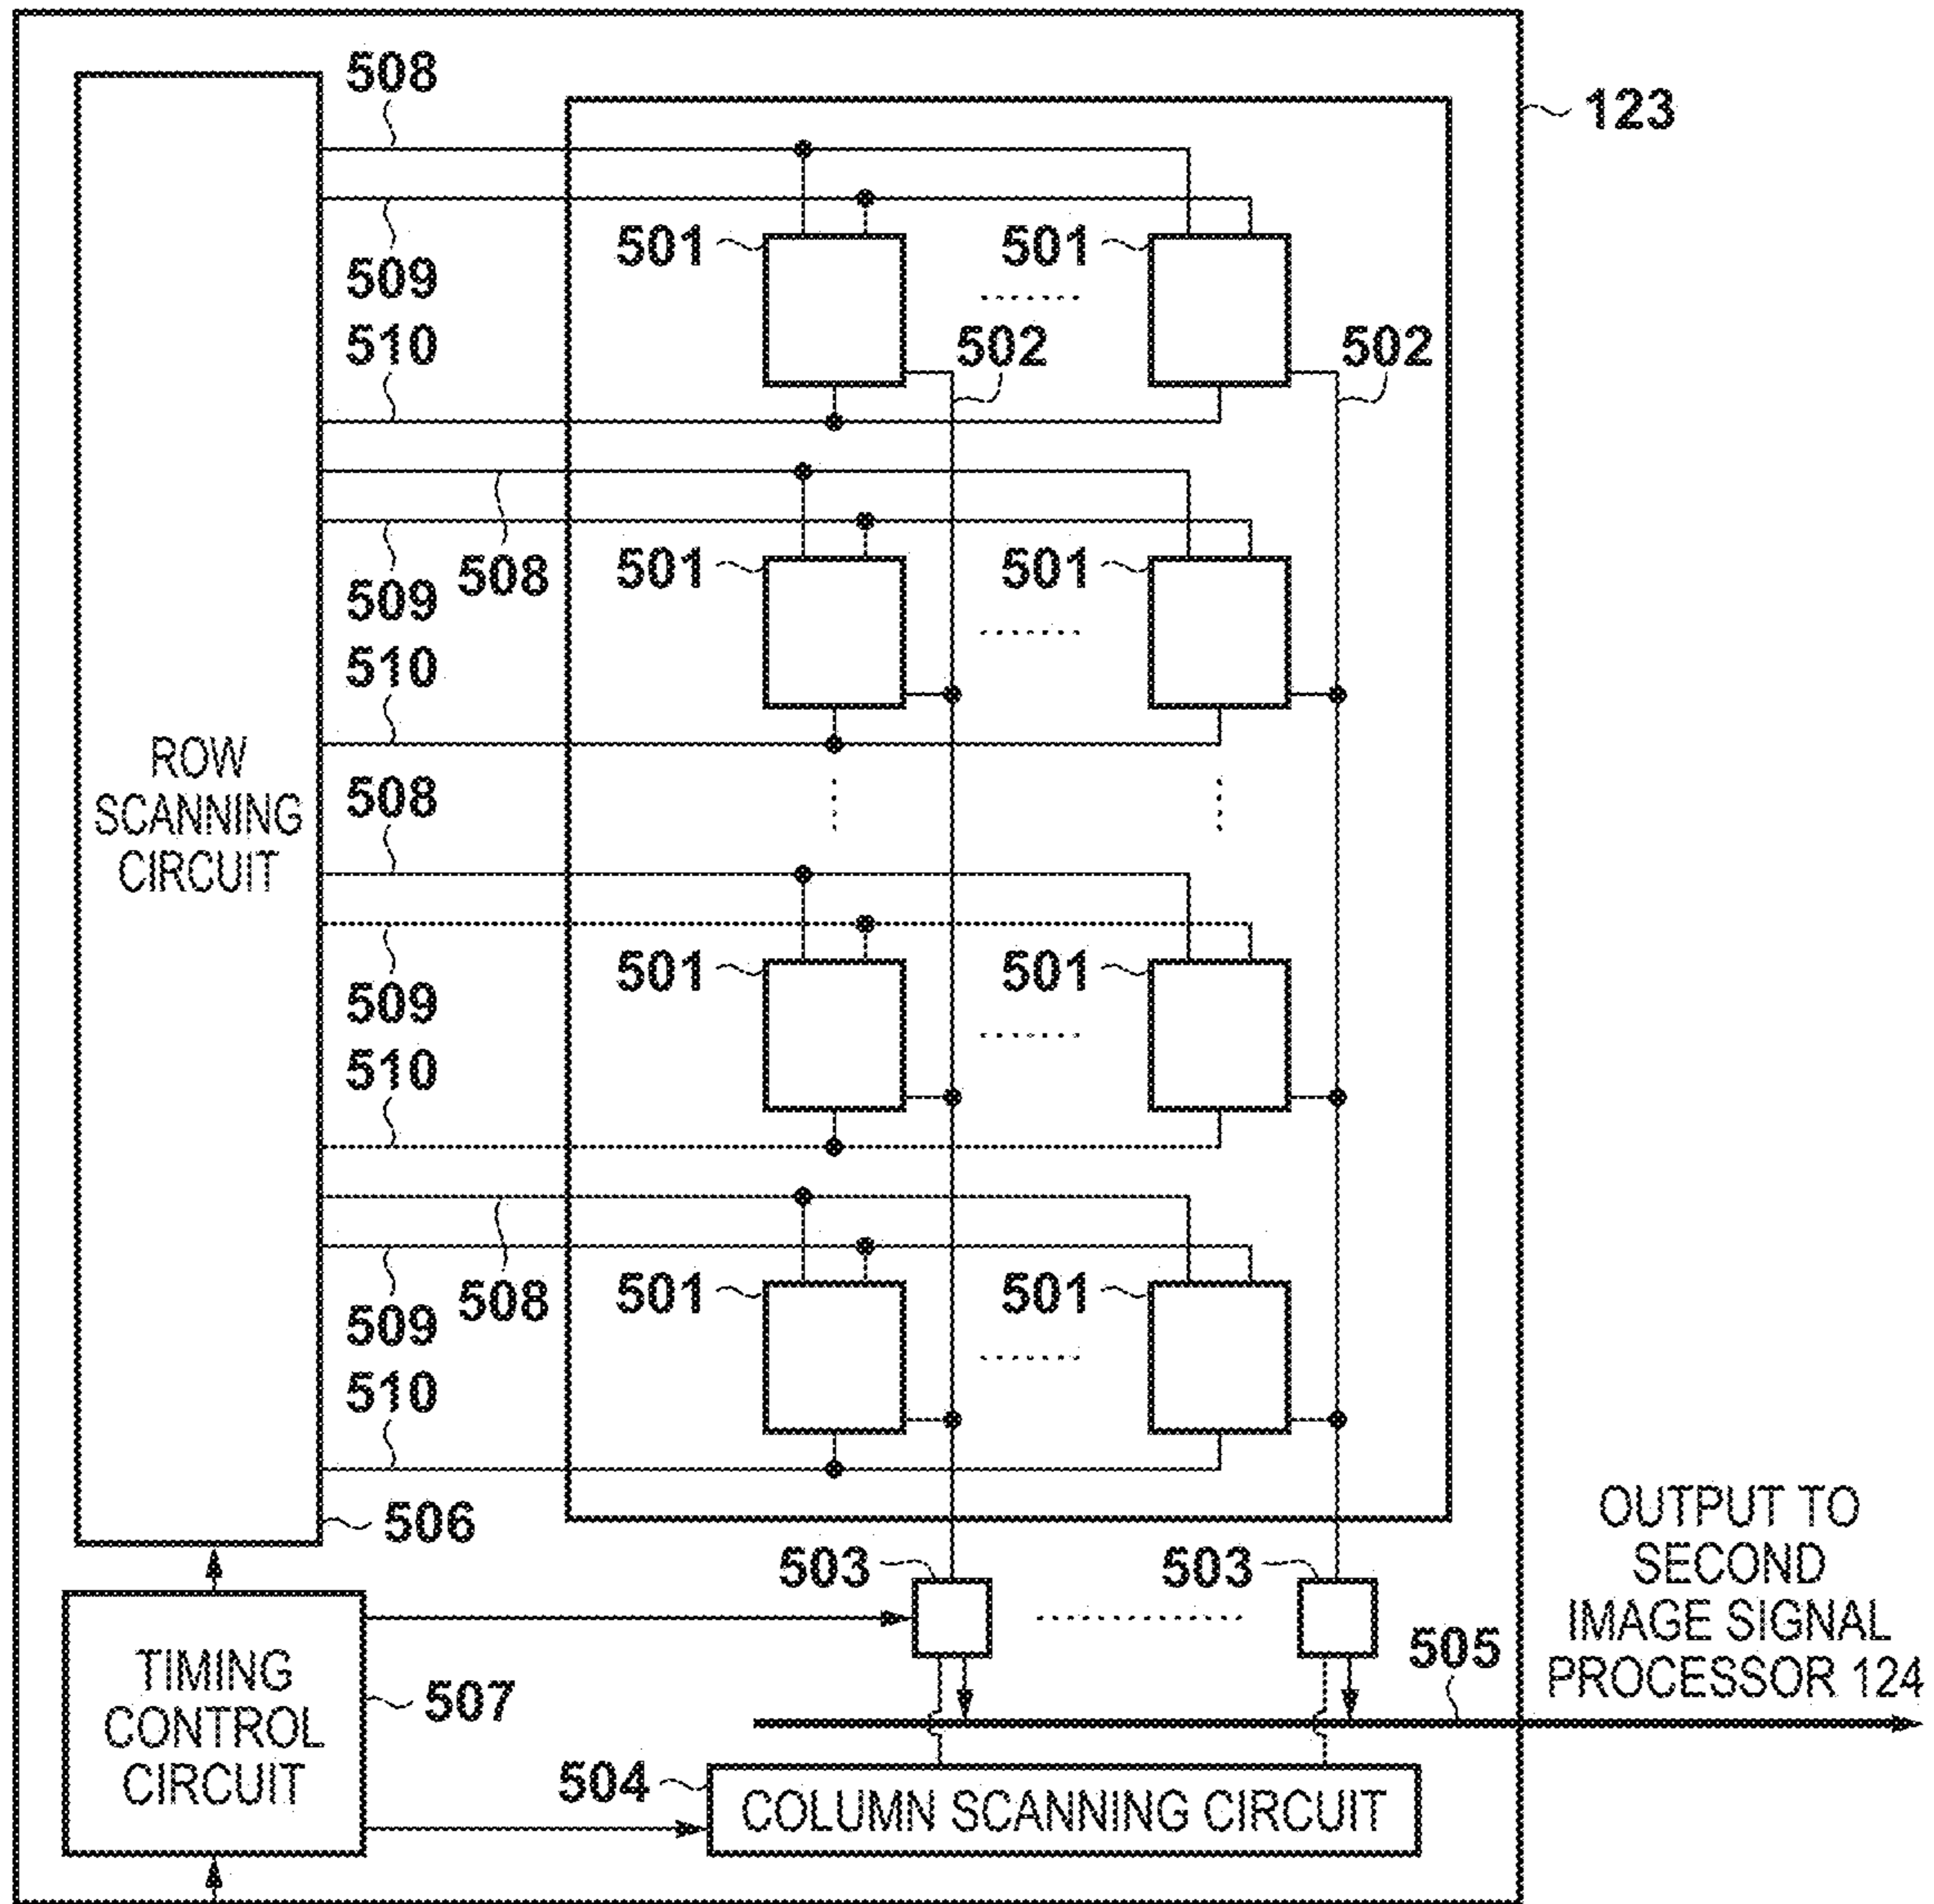 508
123
509
501
501
510
502
502
508
501
501
509
510
ROW
SCANNING
CIRCUIT
508
501
501
509
510
508
501
501
509
510
506
OUTPUT TO
SECOND
IMAGE SIGNAL
PROCESSOR 124
503
503
505
TIMING
CONTROL
CIRCUIT
507
504
COLUMN SCANNING CIRCUIT